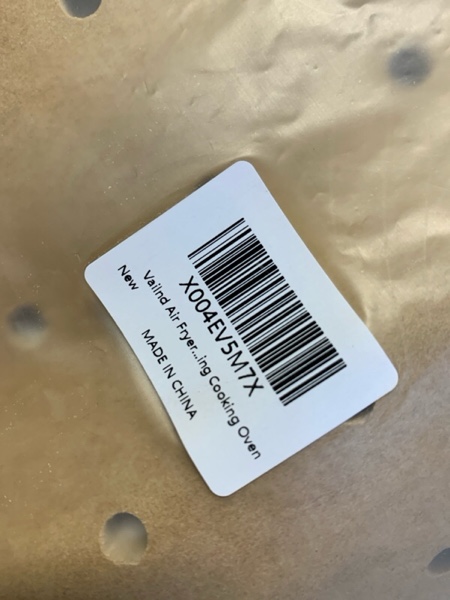 X004EV5M7X
Vailnd Air Fryer...ing Cooking Oven
New
MADE IN CHINA